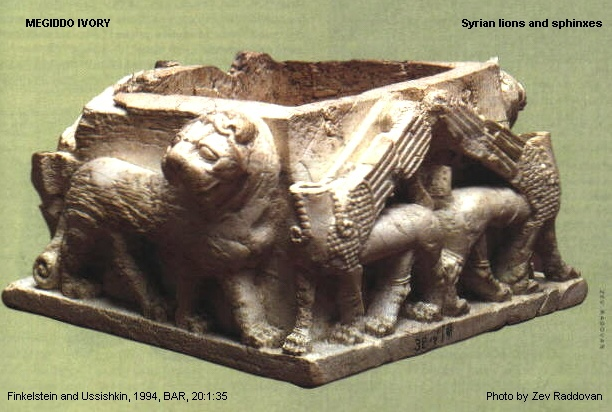 MEGIDDO IVORY
Syrian lions and sphinxes
Finkelstein and Ussishkin, 1994, BAR, 20:1:35
Photo by Zev Raddovan